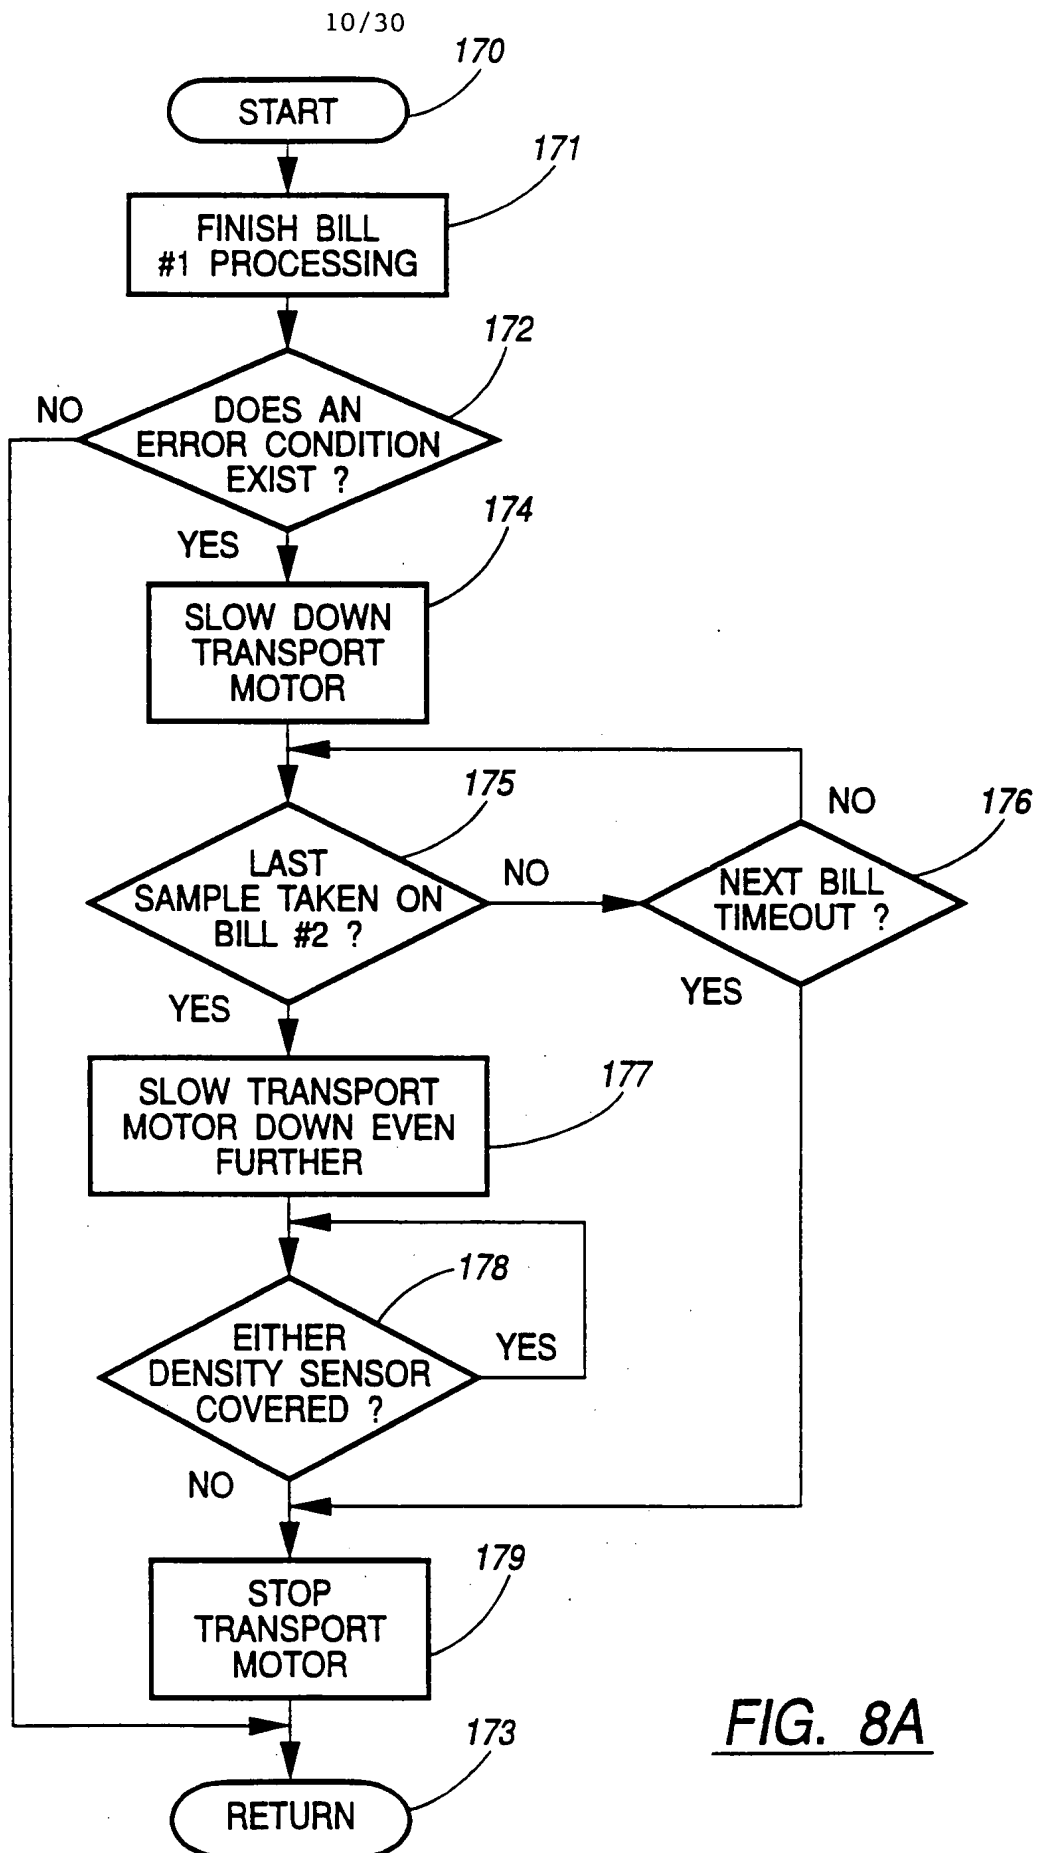 10/30
170
START
171
FINISH BILL
#1 PROCESSING
172
NO
DOES AN
ERROR CONDITION
EXIST ?
174
YES
SLOW DOWN
TRANSPORT
MOTOR
175
NO
176
LAST
SAMPLE TAKEN ON
BILL #2 ?
NO
NEXT BILL
TIMEOUT ?
YES
YES
177
SLOW TRANSPORT
MOTOR DOWN EVEN
FURTHER
178
EITHER
DENSITY SENSOR
COVERED ?
YES
NO
179
STOP
TRANSPORT
MOTOR
FIG. 8A
173
RETURN